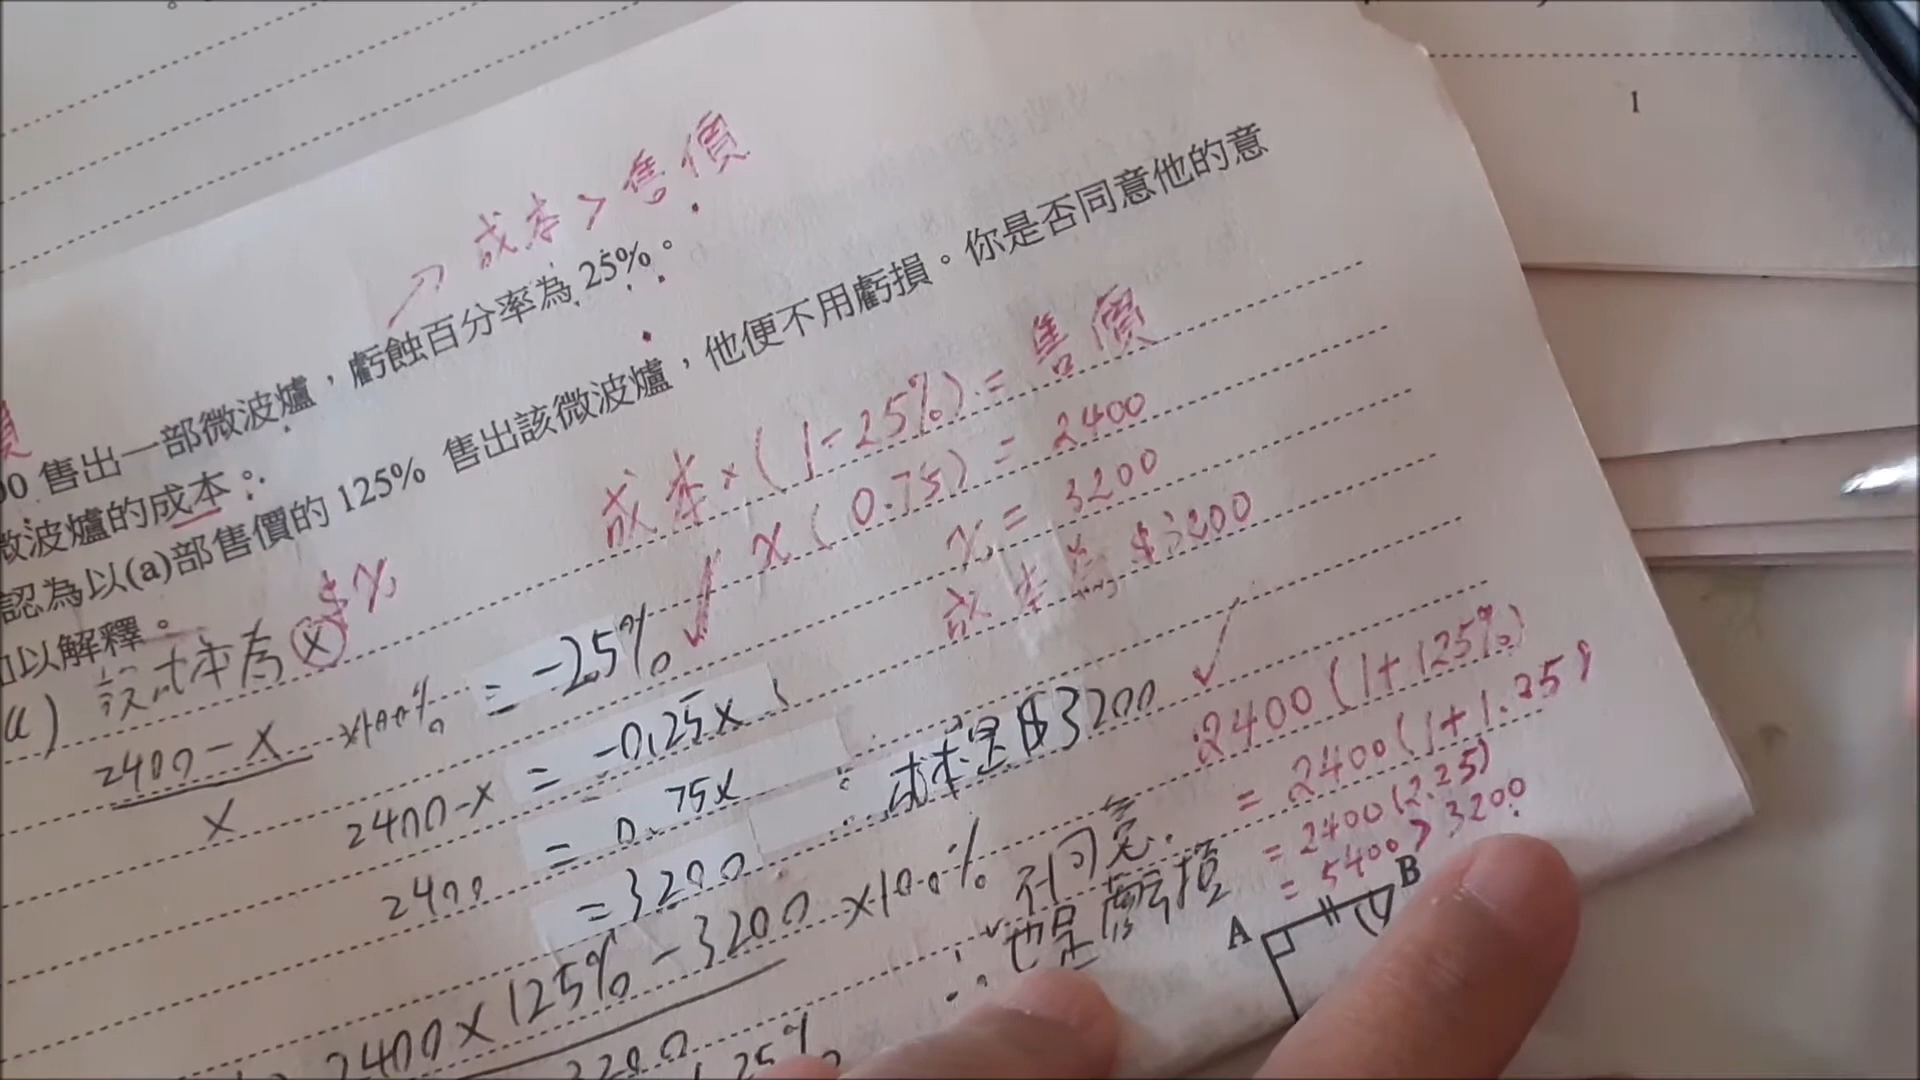 I
成本 > 售價
00 售出一部微波爐，虧蝕百分率為 25%。
微波爐的成本。
認為以(a)部售價的 125% 售出該微波爐，他便不用虧損。你是否同意他的意
以解釋。
成本×(1-25%) = 售價
x(0.75) = 2400
x = 3200
成本為 $3200
$x
a) 設成本為 x
2400-x / x ×100% = -25%
2400-x = -0.25x
2400 = 0.75x
= 3200
∴ 成本是$3200
2400×125%-3200 ×100%
3200
不同意.
∴ 也是虧損
2400(1+125%)
= 2400(1+1.25)
= 2400(2.25)
= 5400 > 3200
A
B